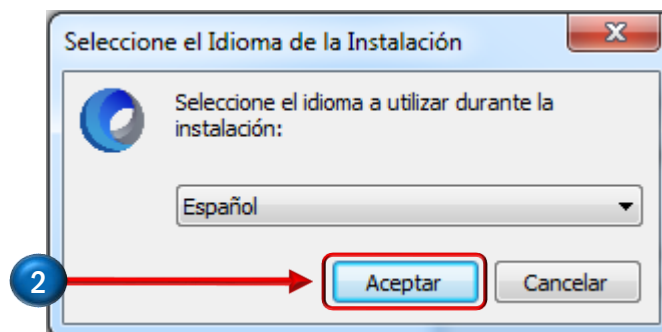 Seleccione el Idioma de la Instalación
Seleccione el idioma a utilizar durante la
instalación:
Español
2
Aceptar
Cancelar